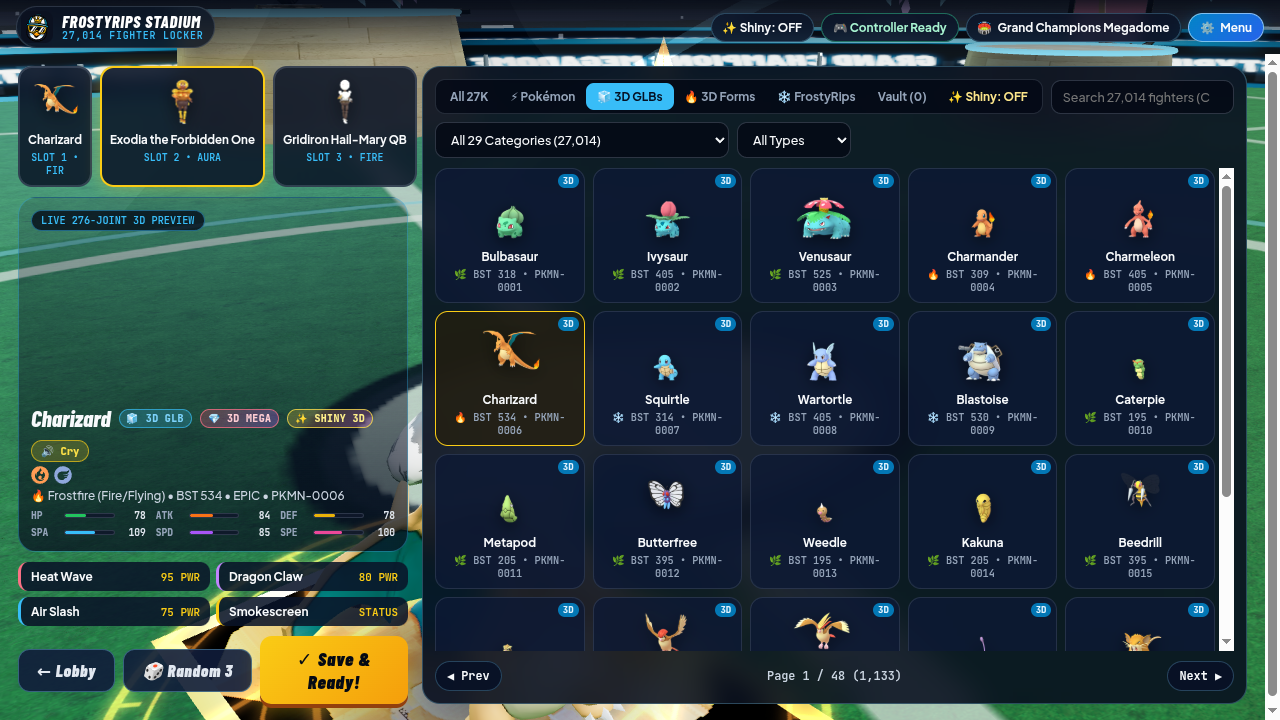 FROSTYRIPS STADIUM
27,014 FIGHTER LOCKER
✨ Shiny: OFF
🎮 Controller Ready
🏟️ Grand Champions Megadome
⚙️ Menu
Charizard
SLOT 1 •
FIR
Exodia the Forbidden One
SLOT 2 • AURA
Gridiron Hail-Mary QB
SLOT 3 • FIRE
LIVE 276-JOINT 3D PREVIEW
Charizard
🧊 3D GLB
💎 3D MEGA
✨ SHINY 3D
🔊 Cry
🔥 Frostfire (Fire/Flying) • BST 534 • EPIC • PKMN-0006
HP 78 ATK 84 DEF 78
SPA 109 SPD 85 SPE 100
Heat Wave 95 PWR
Dragon Claw 80 PWR
Air Slash 75 PWR
Smokescreen STATUS
← Lobby
🎲 Random 3
✓ Save &
Ready!
All 27K
⚡Pokémon
🧊 3D GLBs
🔥 3D Forms
❄️ FrostyRips
Vault (0)
✨ Shiny: OFF
Search 27,014 fighters (C
All 29 Categories (27,014)
All Types
3D
Bulbasaur
🌿 BST 318 • PKMN-
0001
3D
Ivysaur
🌿 BST 405 • PKMN-
0002
3D
Venusaur
🌿 BST 525 • PKMN-
0003
3D
Charmander
🔥 BST 309 • PKMN-
0004
3D
Charmeleon
🔥 BST 405 • PKMN-
0005
3D
Charizard
🔥 BST 534 • PKMN-
0006
3D
Squirtle
❄️ BST 314 • PKMN-
0007
3D
Wartortle
❄️ BST 405 • PKMN-
0008
3D
Blastoise
❄️ BST 530 • PKMN-
0009
3D
Caterpie
🌿 BST 195 • PKMN-
0010
3D
Metapod
🌿 BST 205 • PKMN-
0011
3D
Butterfree
🌿 BST 395 • PKMN-
0012
3D
Weedle
🌿 BST 195 • PKMN-
0013
3D
Kakuna
🌿 BST 205 • PKMN-
0014
3D
Beedrill
🌿 BST 395 • PKMN-
0015
3D
3D
3D
3D
3D
◀ Prev
Page 1 / 48 (1,133)
Next ▶